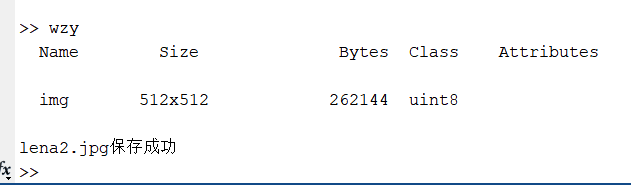 >> wzy
Name Size Bytes Class Attributes
img 512x512 262144 uint8
lena2.jpg保存成功
fx >>